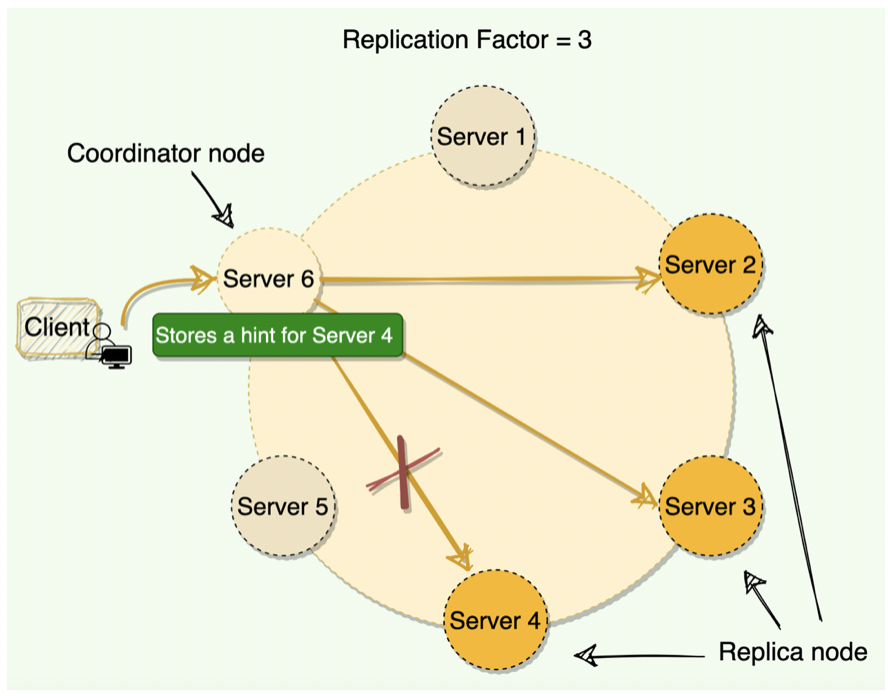 Replication Factor = 3
Server 1
Coordinator node
Server 2
Server 6
Client
Stores a hint for Server 4
Server 5
Server 3
Server 4
Replica node